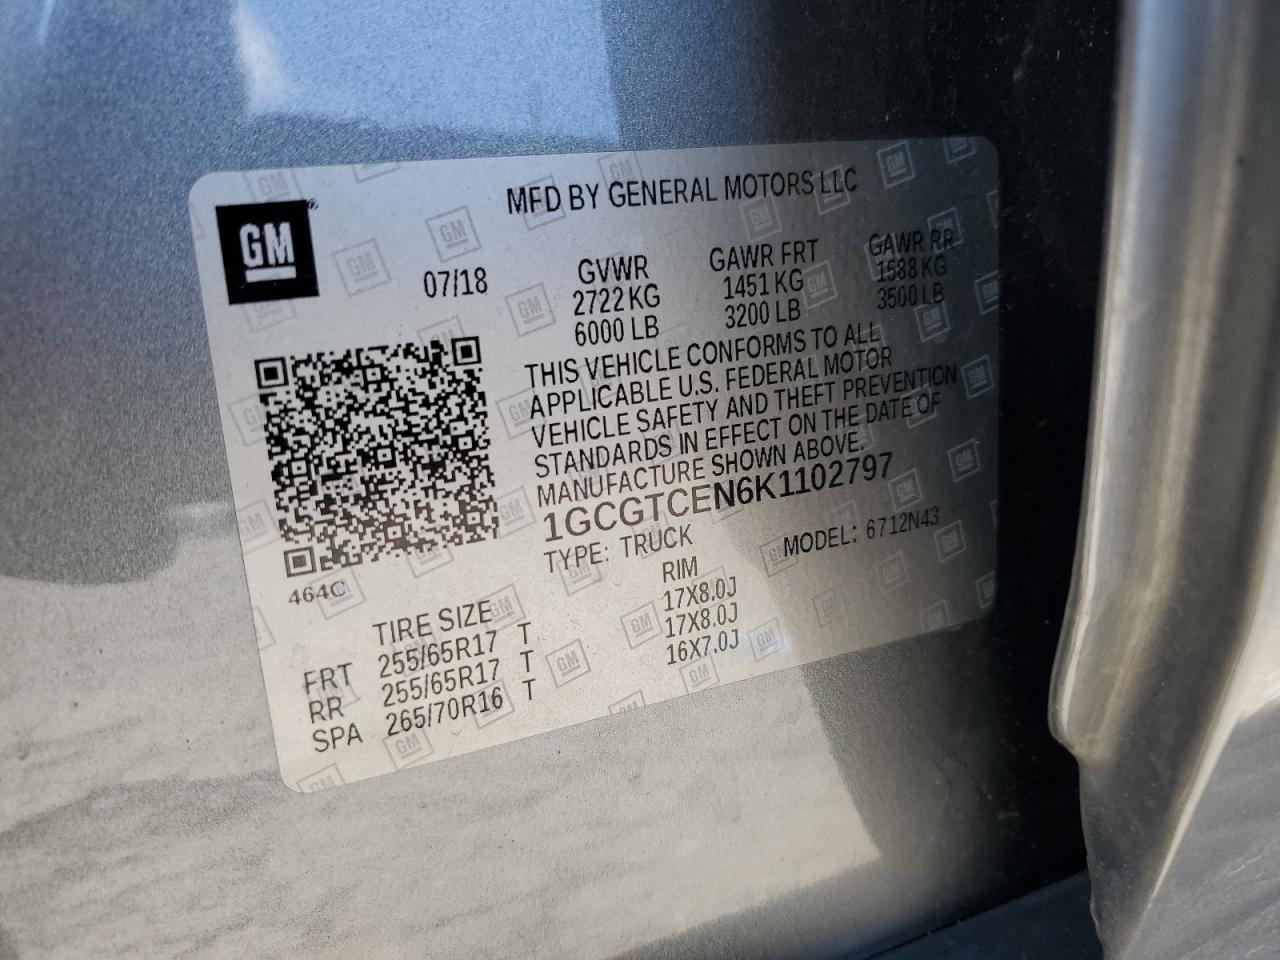 MFD BY GENERAL MOTORS LLC
GM®
07/18
GVWR
2722 KG
6000 LB
GAWR FRT
1451 KG
3200 LB
GAWR RR
1588 KG
3500 LB
THIS VEHICLE CONFORMS TO ALL
APPLICABLE U.S. FEDERAL MOTOR
VEHICLE SAFETY AND THEFT PREVENTION
STANDARDS IN EFFECT ON THE DATE OF
MANUFACTURE SHOWN ABOVE.
1GCGTCEN6K1102797
TYPE: TRUCK MODEL: 6712N43
464C
TIRE SIZE RIM
FRT 255/65R17 T 17X8.0J
RR 255/65R17 T 17X8.0J
SPA 265/70R16 T 16X7.0J